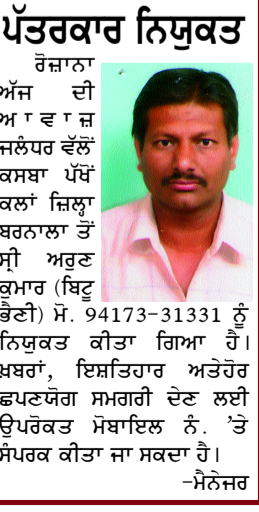 ਪੱਤਰਕਾਰ ਨਿਯੁਕਤ
ਰੋਜ਼ਾਨਾ
ਅੱਜ ਦੀ
ਆਵਾਜ਼
ਜਲੰਧਰ ਵੱਲੋਂ
ਕਸਬਾ ਪੱਖੋਂ
ਕਲਾਂ ਜ਼ਿਲ੍ਹਾ
ਬਰਨਾਲਾ ਤੋਂ
ਸ੍ਰੀ ਅਰੁਣ
ਕੁਮਾਰ (ਬਿਟੂ
ਭੈਣੀ) ਮੋ. 94173-31331 ਨੂੰ
ਨਿਯੁਕਤ ਕੀਤਾ ਗਿਆ ਹੈ।
ਖ਼ਬਰਾਂ, ਇਸ਼ਤਿਹਾਰ ਅਤੇਹੋਰ
ਛਪਣਯੋਗ ਸਮਗਰੀ ਦੇਣ ਲਈ
ਉਪਰੋਕਤ ਮੋਬਾਇਲ ਨੰ. 'ਤੇ
ਸੰਪਰਕ ਕੀਤਾ ਜਾ ਸਕਦਾ ਹੈ।
-ਮੈਨੇਜਰ